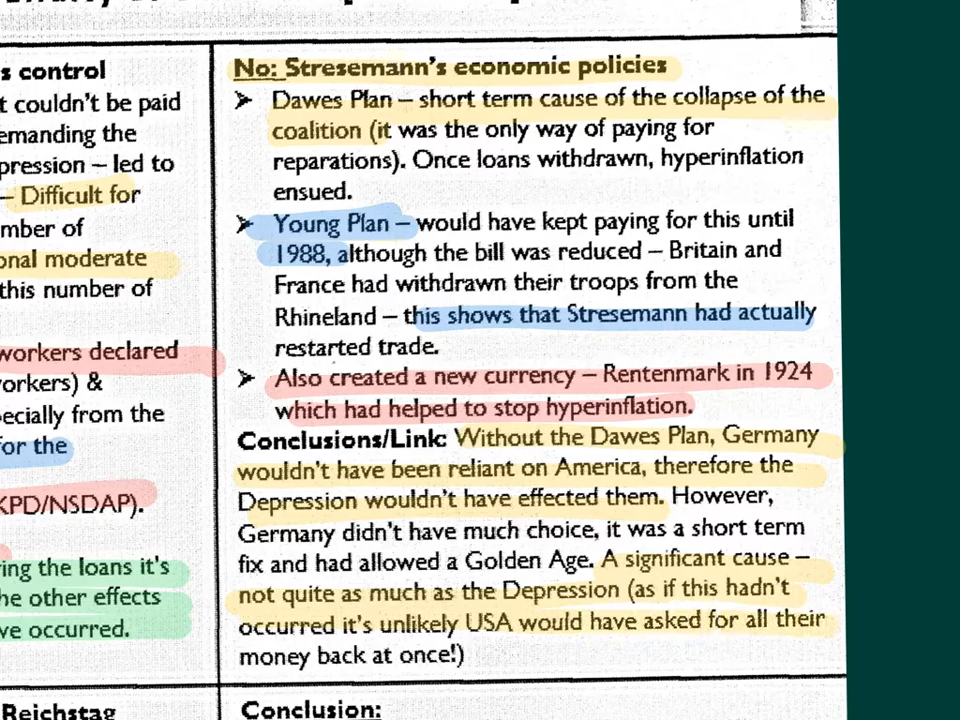 s control
t couldn't be paid
emanding the
pression – led to
– Difficult for
mber of
onal moderate
this number of
workers declared
vorkers) &
ecially from the
for the
KPD/NSDAP).
ring the loans it's
he other effects
ve occurred.
Reichstag
No: Stresemann's economic policies
➤ Dawes Plan – short term cause of the collapse of the
coalition (it was the only way of paying for
reparations). Once loans withdrawn, hyperinflation
ensued.
➤ Young Plan – would have kept paying for this until
1988, although the bill was reduced – Britain and
France had withdrawn their troops from the
Rhineland – this shows that Stresemann had actually
restarted trade.
➤ Also created a new currency – Rentenmark in 1924
which had helped to stop hyperinflation.
Conclusions/Link: Without the Dawes Plan, Germany
wouldn't have been reliant on America, therefore the
Depression wouldn't have effected them. However,
Germany didn't have much choice, it was a short term
fix and had allowed a Golden Age. A significant cause –
not quite as much as the Depression (as if this hadn't
occurred it's unlikely USA would have asked for all their
money back at once!)
Conclusion: